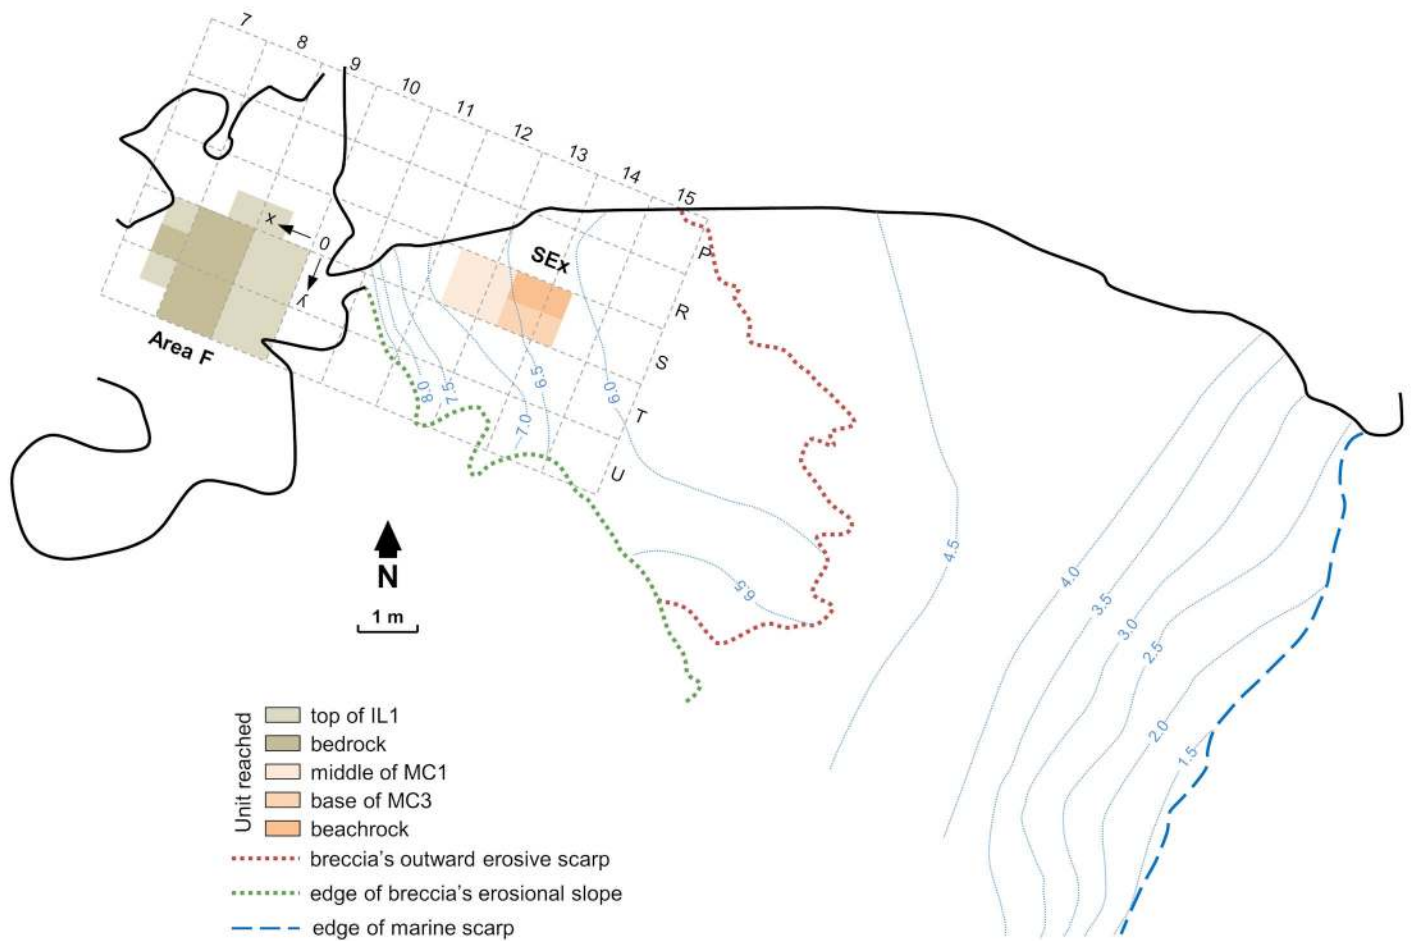 7
8
9
10
11
12
13
14
15
P
R
S
T
U
x
0
y
SEx
Area F
8.0
7.5
7.0
6.5
6.0
6.5
4.5
4.0
3.5
3.0
2.5
2.0
1.5
N
1 m
Unit reached
top of IL1
bedrock
middle of MC1
base of MC3
beachrock
breccia's outward erosive scarp
edge of breccia's erosional slope
edge of marine scarp